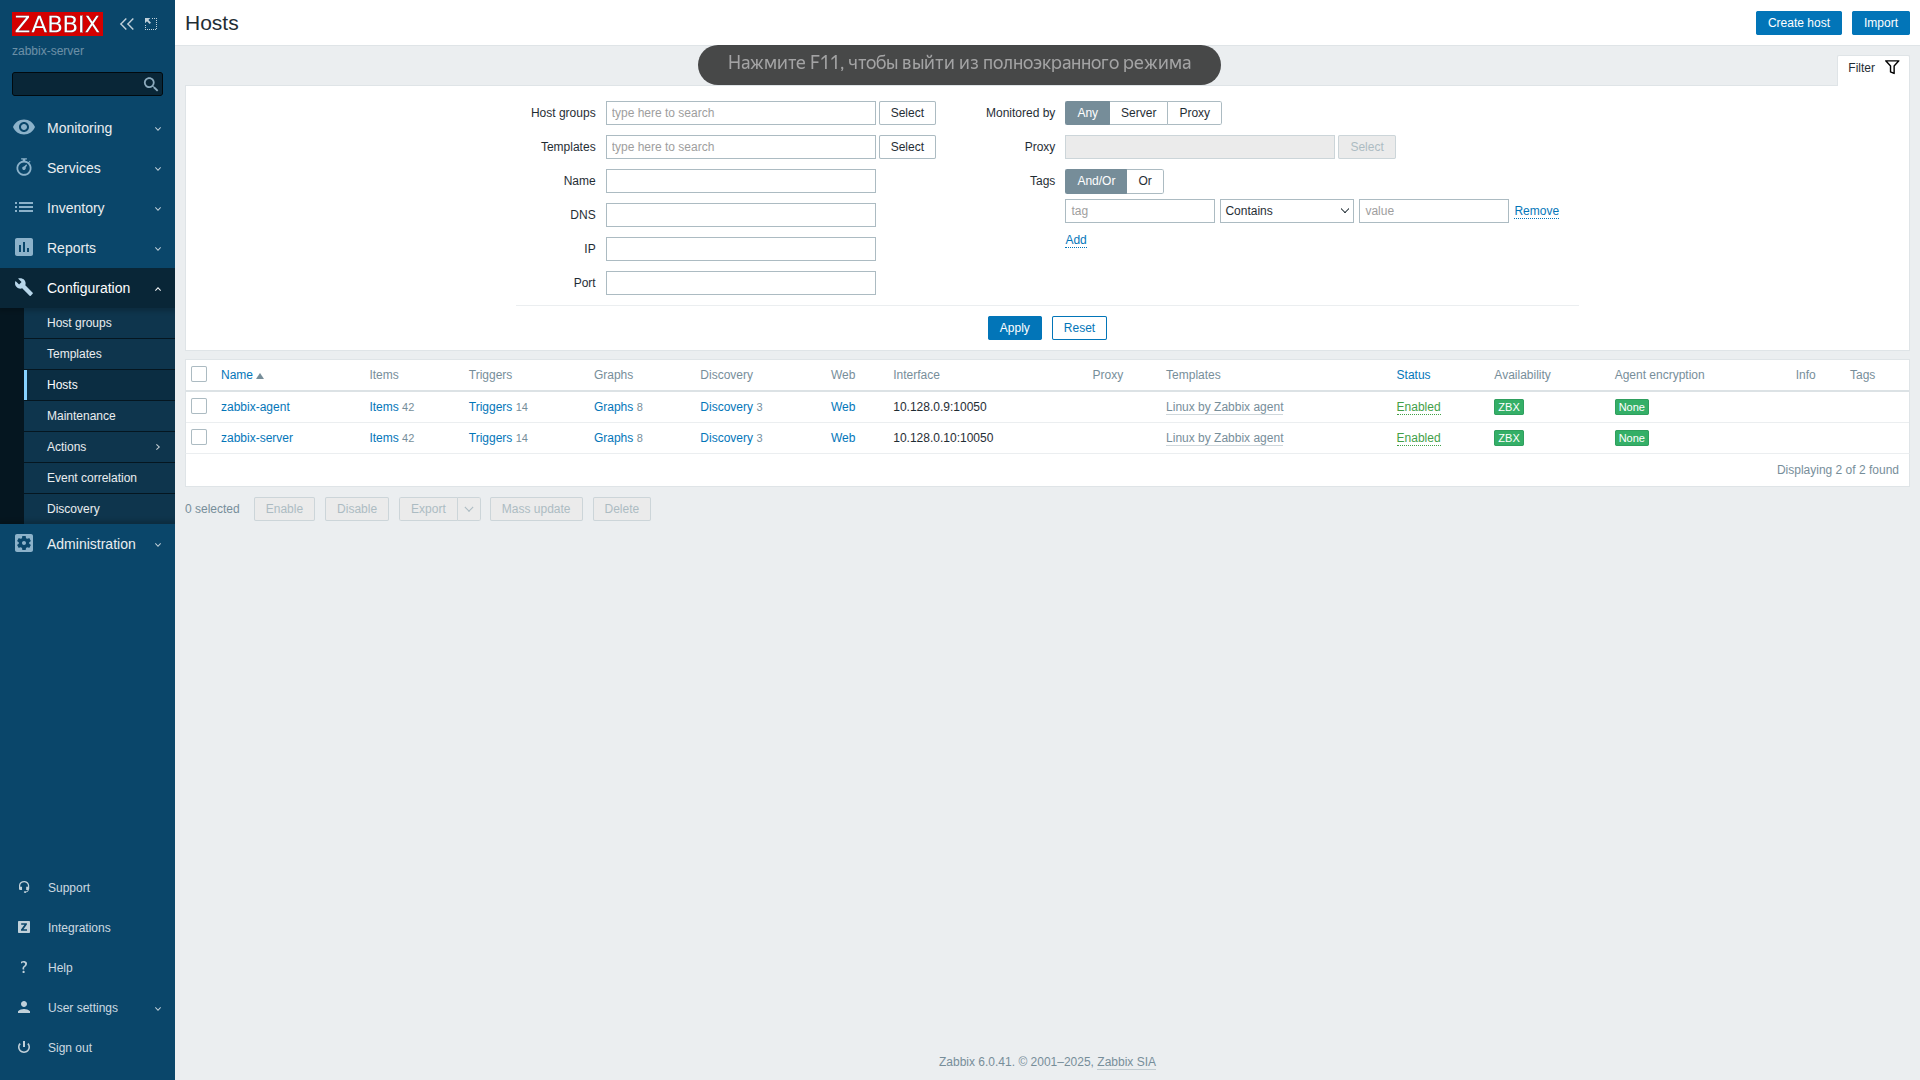 ZABBIX
Hosts
Create host
Import
zabbix-server
Нажмите F11, чтобы выйти из полноэкранного режима
Filter
Host groups type here to search Select
Monitored by Any Server Proxy
Templates type here to search Select
Proxy Select
Name
Tags And/Or Or
DNS
tag Contains value Remove
IP
Add
Port
Apply Reset
Monitoring
Services
Inventory
Reports
Configuration
Host groups
Templates
Hosts
Maintenance
Actions
Event correlation
Discovery
Administration
Name Items Triggers Graphs Discovery Web Interface Proxy Templates Status Availability Agent encryption Info Tags
zabbix-agent Items 42 Triggers 14 Graphs 8 Discovery 3 Web 10.128.0.9:10050 Linux by Zabbix agent Enabled ZBX None
zabbix-server Items 42 Triggers 14 Graphs 8 Discovery 3 Web 10.128.0.10:10050 Linux by Zabbix agent Enabled ZBX None
Displaying 2 of 2 found
0 selected Enable Disable Export Mass update Delete
Support
Z Integrations
? Help
User settings
Sign out
Zabbix 6.0.41. © 2001–2025, Zabbix SIA